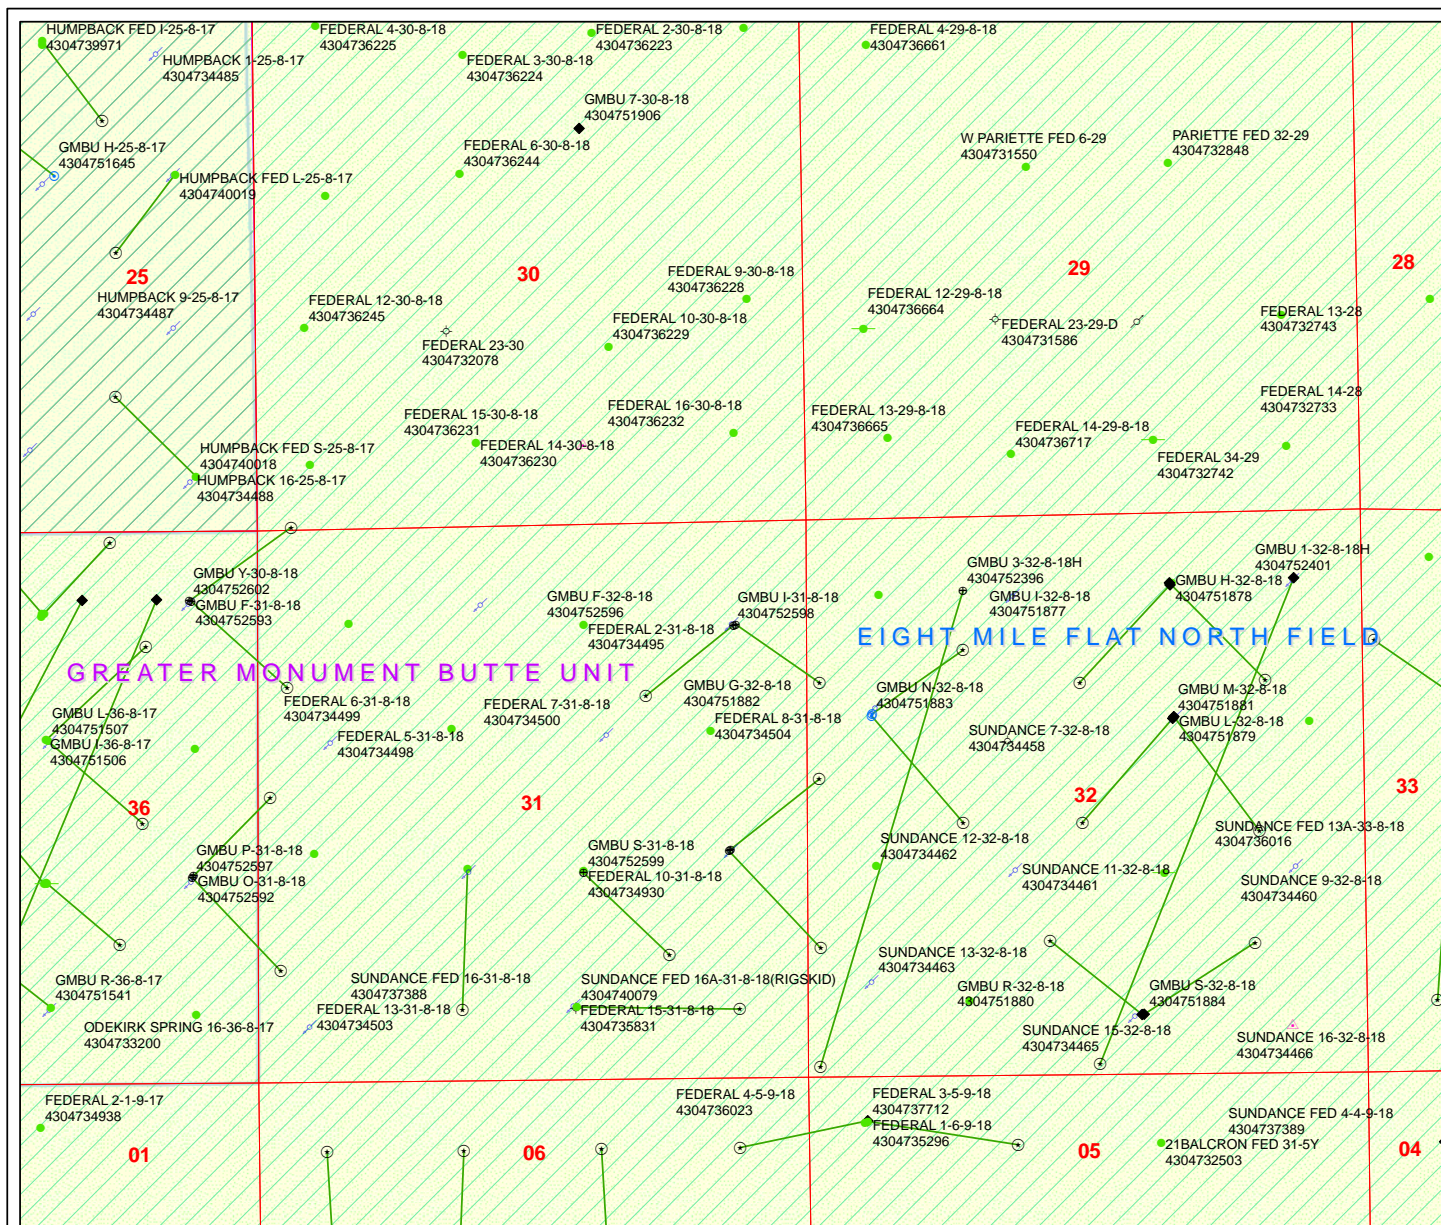 HUMPBACK FED I-25-8-17
4304739971
HUMPBACK 1-25-8-17
4304734485
FEDERAL 4-30-8-18
4304736225
FEDERAL 3-30-8-18
4304736224
FEDERAL 2-30-8-18
4304736223
FEDERAL 4-29-8-18
4304736661
GMBU 7-30-8-18
4304751906
GMBU H-25-8-17
4304751645
HUMPBACK FED L-25-8-17
4304740019
FEDERAL 6-30-8-18
4304736244
W PARIETTE FED 6-29
4304731550
PARIETTE FED 32-29
4304732848
25
30
29
28
HUMPBACK 9-25-8-17
4304734487
FEDERAL 12-30-8-18
4304736245
FEDERAL 23-30
4304732078
FEDERAL 9-30-8-18
4304736228
FEDERAL 10-30-8-18
4304736229
FEDERAL 12-29-8-18
4304736664
FEDERAL 23-29-D
4304731586
FEDERAL 13-28
4304732743
FEDERAL 15-30-8-18
4304736231
FEDERAL 14-30-8-18
4304736230
FEDERAL 16-30-8-18
4304736232
FEDERAL 13-29-8-18
4304736665
FEDERAL 14-29-8-18
4304736717
FEDERAL 34-29
4304732742
FEDERAL 14-28
4304732733
HUMPBACK FED S-25-8-17
4304740018
HUMPBACK 16-25-8-17
4304734488
GMBU Y-30-8-18
4304752602
GMBU F-31-8-18
4304752593
GMBU F-32-8-18
4304752596
FEDERAL 2-31-8-18
4304734495
GMBU I-31-8-18
4304752598
GMBU 3-32-8-18H
4304752396
GMBU I-32-8-18
4304751877
GMBU H-32-8-18
4304751878
GMBU 1-32-8-18H
4304752401
EIGHT MILE FLAT NORTH FIELD
GREATER MONUMENT BUTTE UNIT
GMBU L-36-8-17
4304751507
GMBU I-36-8-17
4304751506
FEDERAL 6-31-8-18
4304734499
FEDERAL 5-31-8-18
4304734498
FEDERAL 7-31-8-18
4304734500
GMBU G-32-8-18
4304751882
FEDERAL 8-31-8-18
4304734504
GMBU N-32-8-18
4304751883
SUNDANCE 7-32-8-18
4304734458
GMBU M-32-8-18
4304751881
GMBU L-32-8-18
4304751879
36
31
32
33
GMBU P-31-8-18
4304752597
GMBU O-31-8-18
4304752592
GMBU S-31-8-18
4304752599
FEDERAL 10-31-8-18
4304734930
SUNDANCE 12-32-8-18
4304734462
SUNDANCE 11-32-8-18
4304734461
SUNDANCE FED 13A-33-8-18
4304736016
SUNDANCE 9-32-8-18
4304734460
GMBU R-36-8-17
4304751541
ODEKIRK SPRING 16-36-8-17
4304733200
SUNDANCE FED 16-31-8-18
4304737388
FEDERAL 13-31-8-18
4304734503
SUNDANCE FED 16A-31-8-18(RIGSKID)
4304740079
FEDERAL 15-31-8-18
4304735831
SUNDANCE 13-32-8-18
4304734463
GMBU R-32-8-18
4304751880
SUNDANCE 15-32-8-18
4304734465
GMBU S-32-8-18
4304751884
SUNDANCE 16-32-8-18
4304734466
FEDERAL 2-1-9-17
4304734938
FEDERAL 4-5-9-18
4304736023
FEDERAL 3-5-9-18
4304737712
FEDERAL 1-6-9-18
4304735296
SUNDANCE FED 4-4-9-18
4304737389
21BALCRON FED 31-5Y
4304732503
01
06
05
04